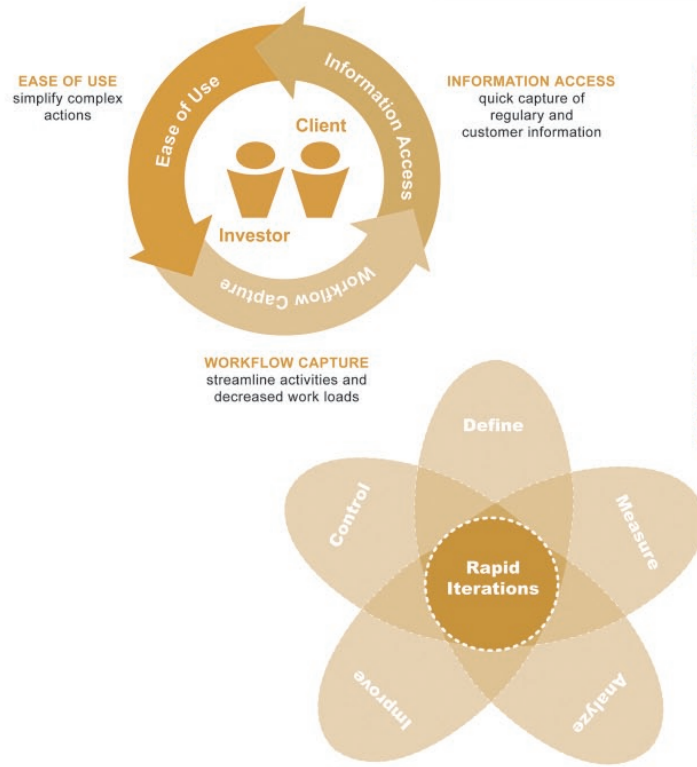 EASE OF USE
simplify complex
actions
Ease of Use
Information Access
Workflow Capture
Client
Investor
INFORMATION ACCESS
quick capture of
regulary and
customer information
WORKFLOW CAPTURE
streamline activities and
decreased work loads
Define
Measure
Analyze
Improve
Control
Rapid
Iterations